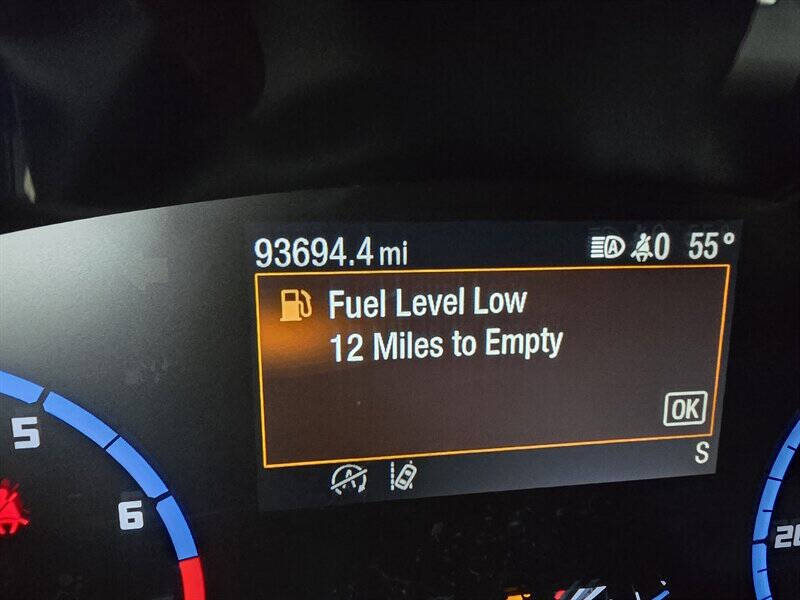 93694.4 mi A 0 55°
Fuel Level Low
12 Miles to Empty
OK
S
A
5
6